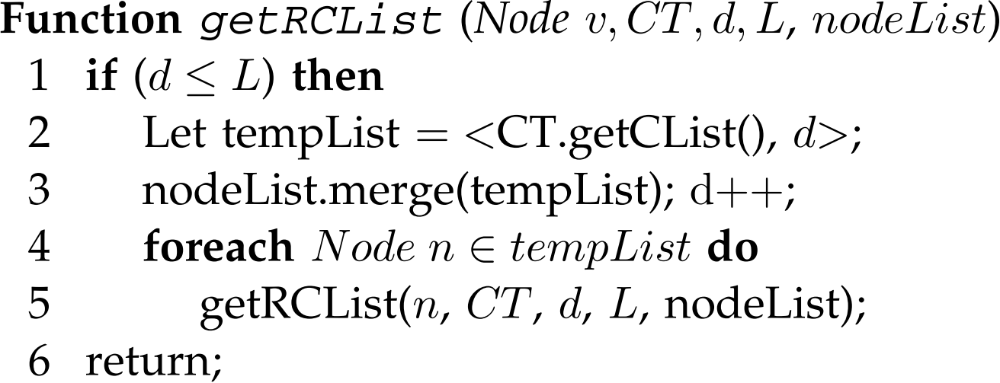 Function getRCList (Node v, CT, d, L, nodeList)
1 if (d ≤ L) then
2 Let tempList = <CT.getCList(), d>;
3 nodeList.merge(tempList); d++;
4 foreach Node n ∈ tempList do
5 getRCList(n, CT, d, L, nodeList);
6 return;